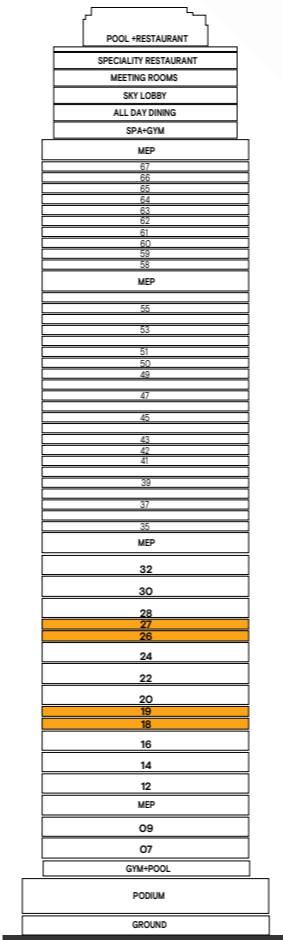 POOL +RESTAURANT
SPECIALITY RESTAURANT
MEETING ROOMS
SKY LOBBY
ALL DAY DINING
SPA+GYM
MEP
67
66
65
64
63
62
61
60
59
58
MEP
55
53
51
50
49
47
45
43
42
41
39
37
35
MEP
32
30
28
27
26
24
22
20
19
18
16
14
12
MEP
09
07
GYM+POOL
PODIUM
GROUND